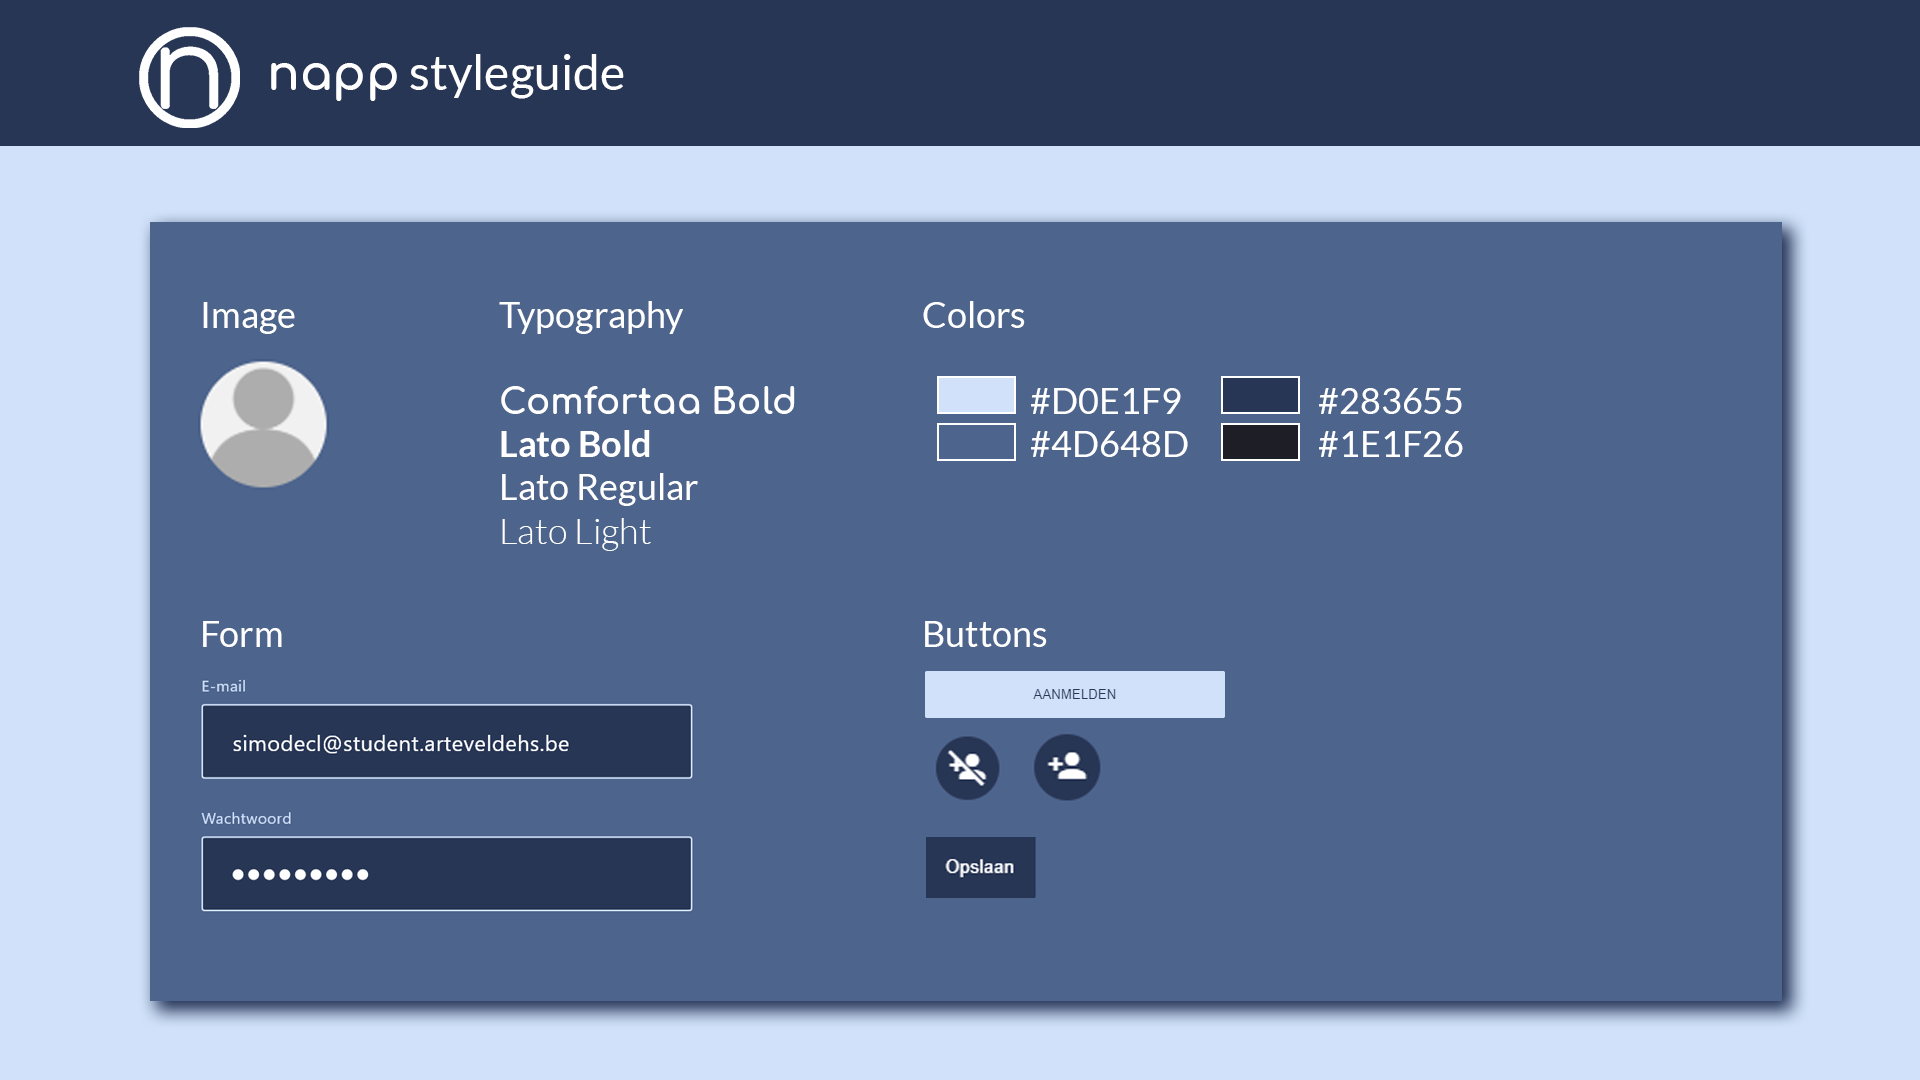 n napp styleguide
Image
Typography
Comfortaa Bold
Lato Bold
Lato Regular
Lato Light
Colors
#D0E1F9 #283655
#4D648D #1E1F26
Form
E-mail
simodecl@student.arteveldehs.be
Wachtwoord
●●●●●●●●●
Buttons
AANMELDEN
Opslaan